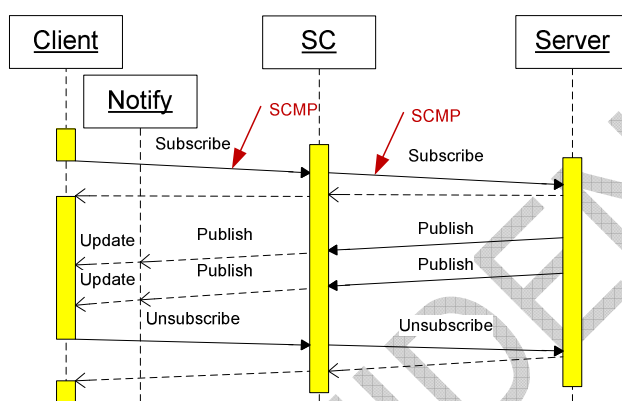 Client
SC
Server
Notify
SCMP
SCMP
Subscribe
Subscribe
Publish
Update
Publish
Publish
Update
Publish
Unsubscribe
Unsubscribe